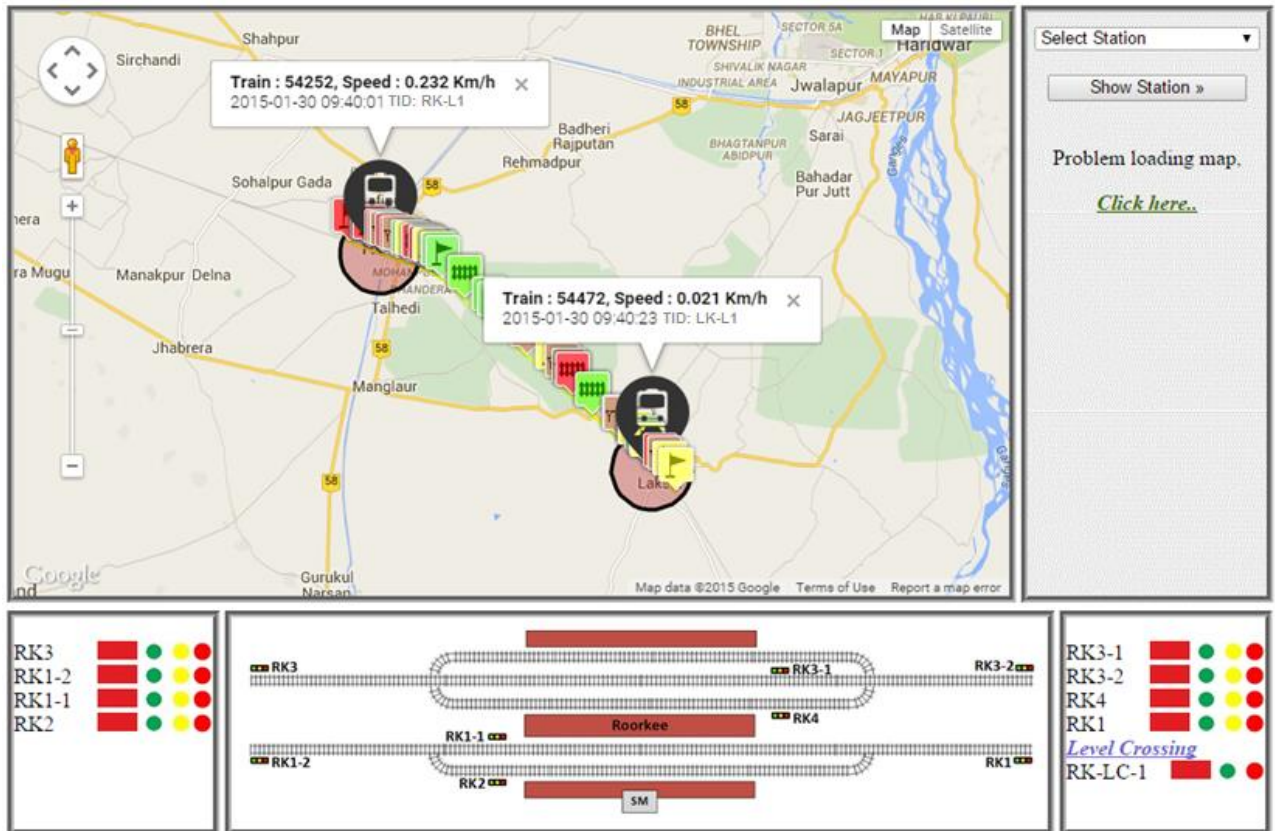 Shahpur
Sirchandi
BHEL
TOWNSHIP
SECTOR 5A
SECTOR 1
Map Satellite
Haridwar
SHIVALIK NAGAR
INDUSTRIAL AREA
Jwalapur
MAYAPUR
Train : 54252, Speed : 0.232 Km/h ×
2015-01-30 09:40:01 TID: RK-L1
58
JAGJEETPUR
Ganges
Badheri
Rajputan
Rehmadpur
BHAGTANPUR
ABIDPUR
Sarai
Bahadar
Pur Jutt
Sohalpur Gada
58
Manakpur
Delna
Talhedi
Train : 54472, Speed : 0.021 Km/h ×
2015-01-30 09:40:23 TID: LK-L1
Jhabrera
58
Manglaur
58
Gurukul
Narsan
Google
Map data ©2015 Google Terms of Use Report a map error
Select Station
Show Station »
Problem loading map,
Click here..
RK3
RK1-2
RK1-1
RK2
RK3
RK3-1
RK3-2
RK4
Roorkee
RK1-1
RK1-2
RK1
RK2
SM
RK3-1
RK3-2
RK4
RK1
Level Crossing
RK-LC-1